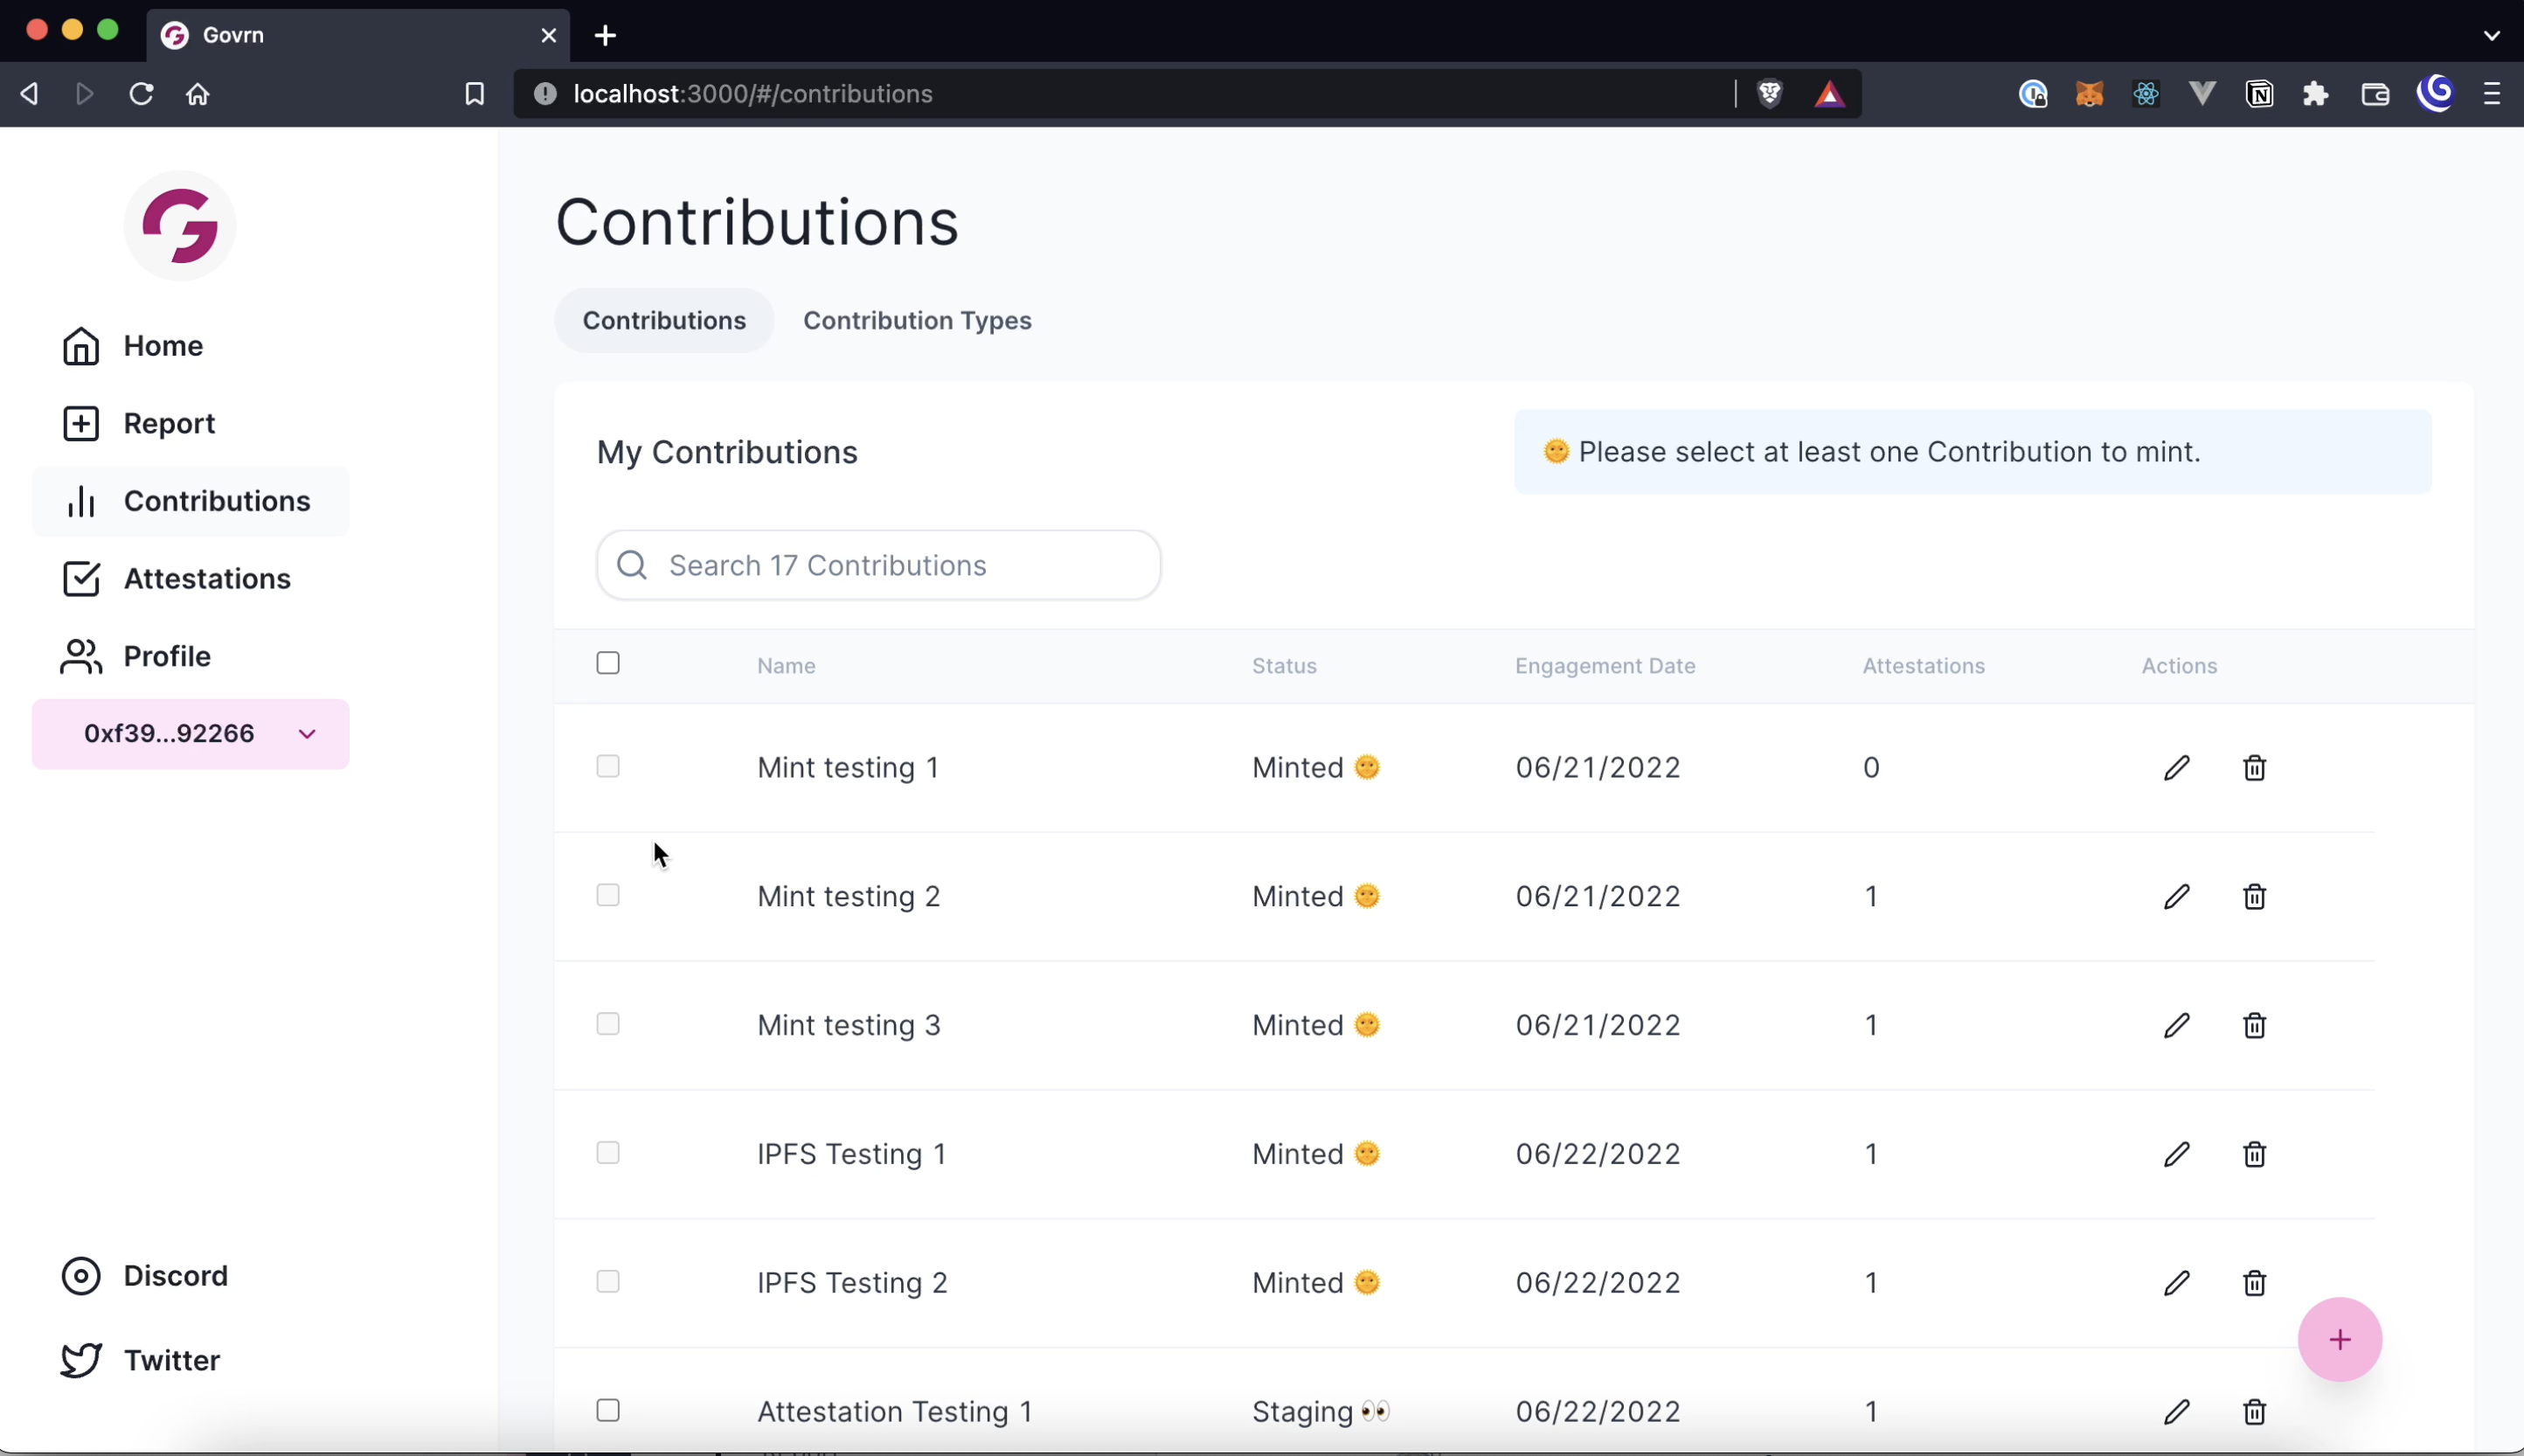 Govrn
localhost:3000/#/contributions
Contributions
Contributions Contribution Types
Home
Report
Contributions
Attestations
Profile
0xf39...92266
Discord
Twitter
My Contributions
🌞 Please select at least one Contribution to mint.
Search 17 Contributions
Name Status Engagement Date Attestations Actions
Mint testing 1 Minted 🌞 06/21/2022 0
Mint testing 2 Minted 🌞 06/21/2022 1
Mint testing 3 Minted 🌞 06/21/2022 1
IPFS Testing 1 Minted 🌞 06/22/2022 1
IPFS Testing 2 Minted 🌞 06/22/2022 1
Attestation Testing 1 Staging 👀 06/22/2022 1